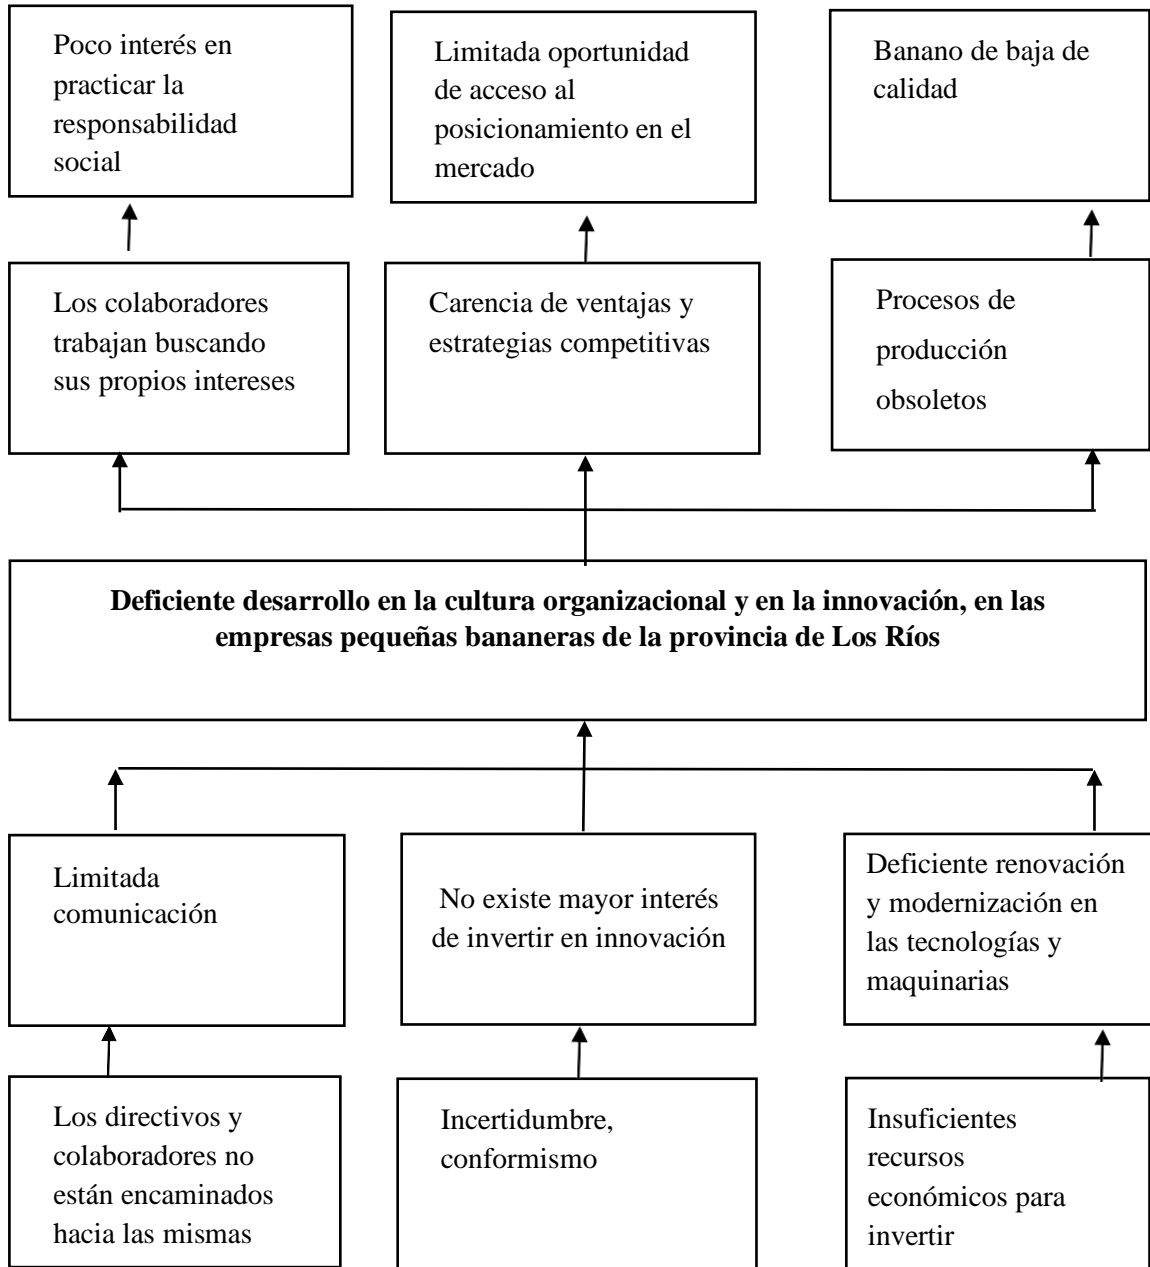 Poco interés en
practicar la
responsabilidad
social
Limitada oportunidad
de acceso al
posicionamiento en el
mercado
Banano de baja de
calidad
Los colaboradores
trabajan buscando
sus propios intereses
Carencia de ventajas y
estrategias competitivas
Procesos de
producción
obsoletos
Deficiente desarrollo en la cultura organizacional y en la innovación, en las
empresas pequeñas bananeras de la provincia de Los Ríos
Limitada
comunicación
No existe mayor interés
de invertir en innovación
Deficiente renovación
y modernización en
las tecnologías y
maquinarias
Los directivos y
colaboradores no
están encaminados
hacia las mismas
Incertidumbre,
conformismo
Insuficientes
recursos
económicos para
invertir